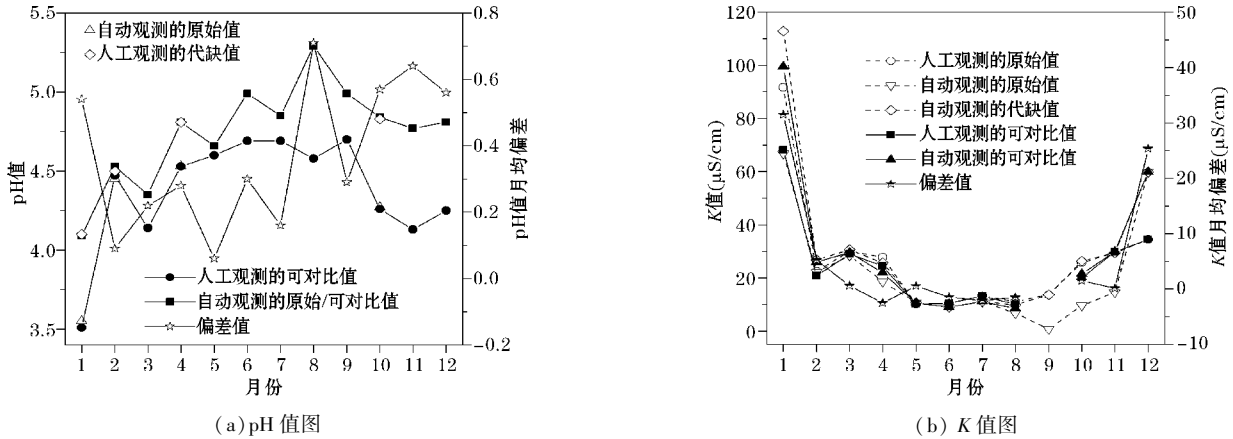 5.5
5.0
4.5
4.0
3.5
pH值
0.8
0.6
0.4
0.2
0.0
-0.2
pH值月均偏差
自动观测的原始值
人工观测的代缺值
人工观测的可对比值
自动观测的原始/可对比值
偏差值
1 2 3 4 5 6 7 8 9 10 11 12
月份
(a)pH 值图
120
100
80
60
40
20
0
K值(μS/cm)
50
40
30
20
10
0
-10
K值月均偏差(μS/cm)
人工观测的原始值
自动观测的原始值
自动观测的代缺值
人工观测的可对比值
自动观测的可对比值
偏差值
1 2 3 4 5 6 7 8 9 10 11 12
月份
(b) K 值图